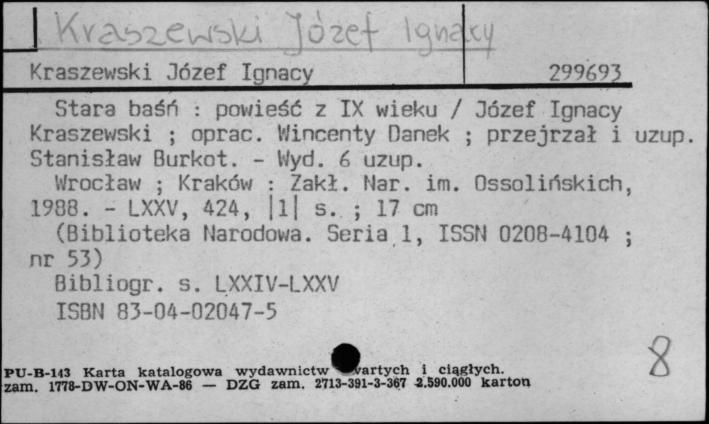 Kraszewski Józef Ignacy
Kraszewski Józef Ignacy 299693
Stara baśń : powieść z IX wieku / Józef Ignacy
Kraszewski ; oprac. Wincenty Danek ; przejrzał i uzup.
Stanisław Burkot. - Wyd. 6 uzup.
Wrocław ; Kraków : Zakł. Nar. im. Ossolińskich,
1988. - LXXV, 424, |1| s. ; 17 cm
(Biblioteka Narodowa. Seria 1, ISSN 0208-4104 ;
nr 53)
Bibliogr. s. LXXIV-LXXV
ISBN 83-04-02047-5
8
PU-B-143 Karta katalogowa wydawnictw wartych i ciągłych.
zam. 1778-DW-ON-WA-86 — DZG zam. 2713-391-3-367 2.590.000 karton